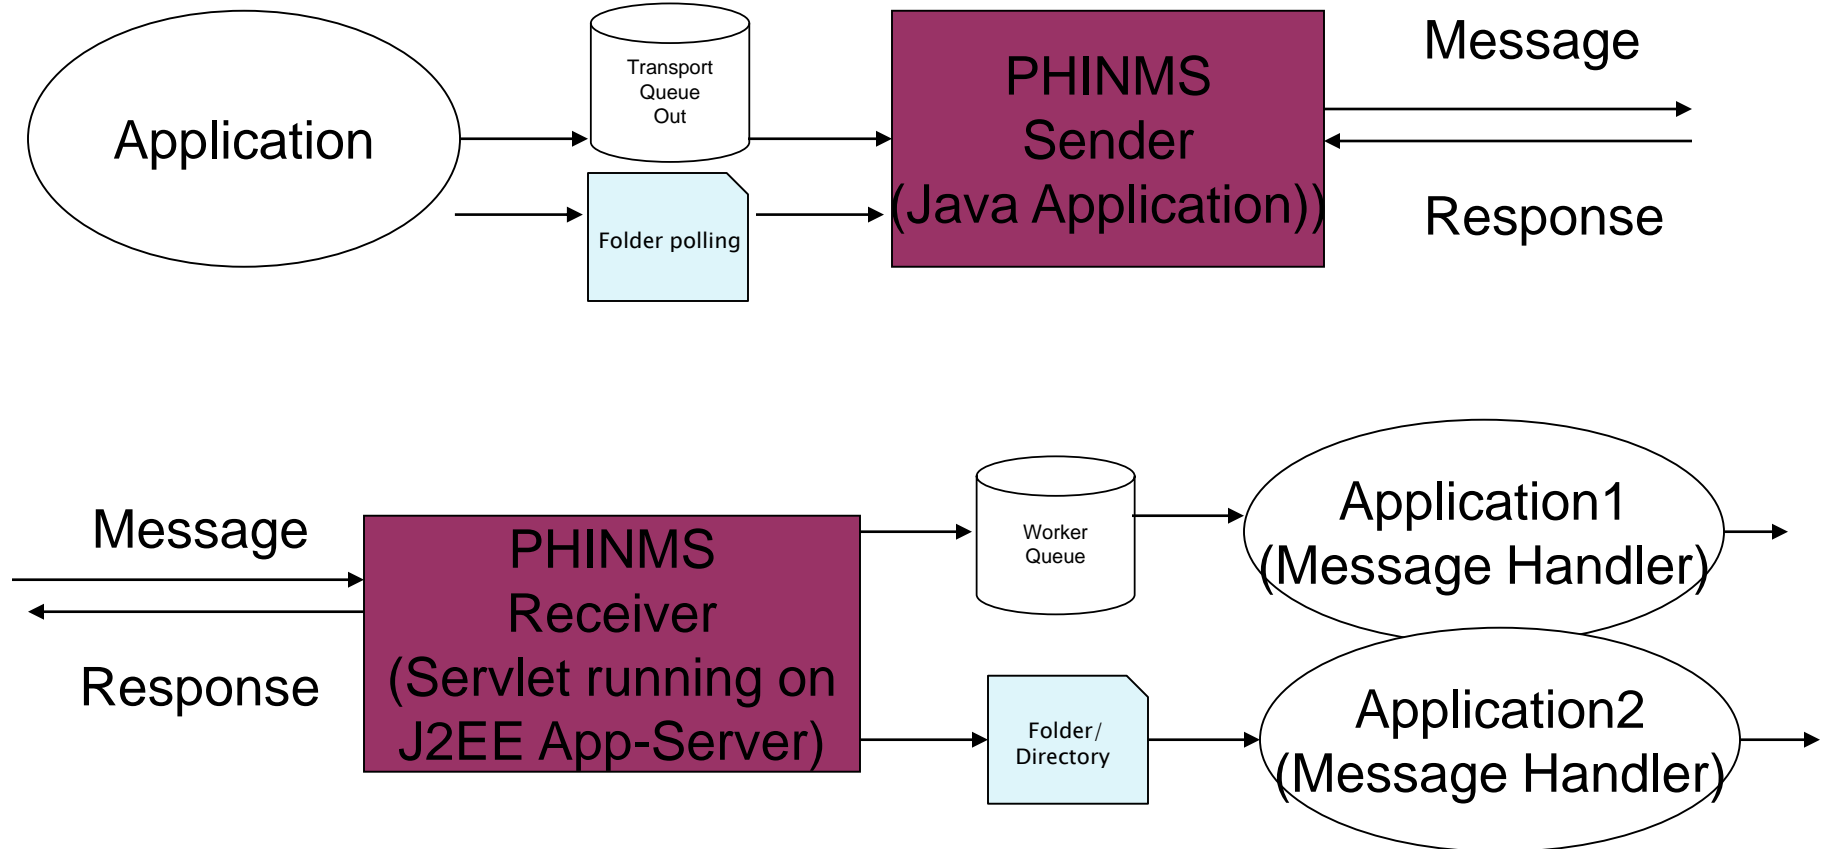 Application
Transport
Queue
Out
Folder polling
PHINMS
Sender
(Java Application))
Message
Response
Message
Response
PHINMS
Receiver
(Servlet running on
J2EE App-Server)
Worker
Queue
Folder/
Directory
Application1
(Message Handler)
Application2
(Message Handler)